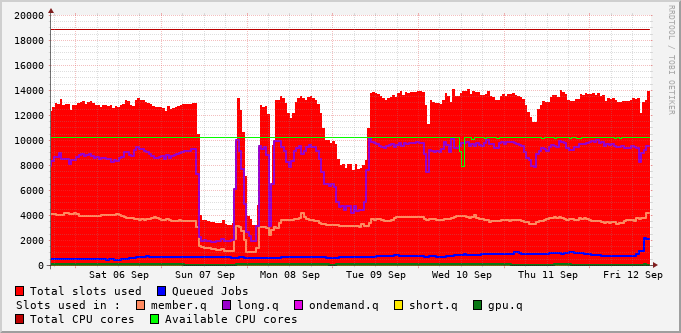 20000
18000
16000
14000
12000
10000
8000
6000
4000
2000
0
Sat 06 Sep Sun 07 Sep Mon 08 Sep Tue 09 Sep Wed 10 Sep Thu 11 Sep Fri 12 Sep
RRDTOOL / TOBI OETIKER
Total slots used Queued Jobs
Slots used in : member.q long.q ondemand.q short.q gpu.q
Total CPU cores Available CPU cores